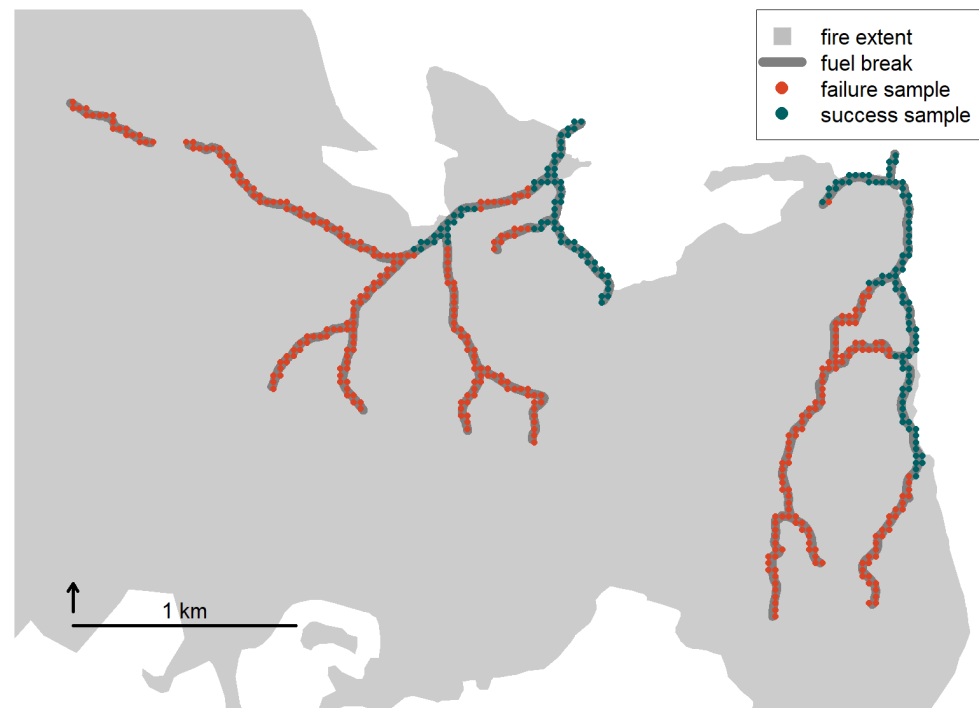 fire extent
fuel break
failure sample
success sample
1 km